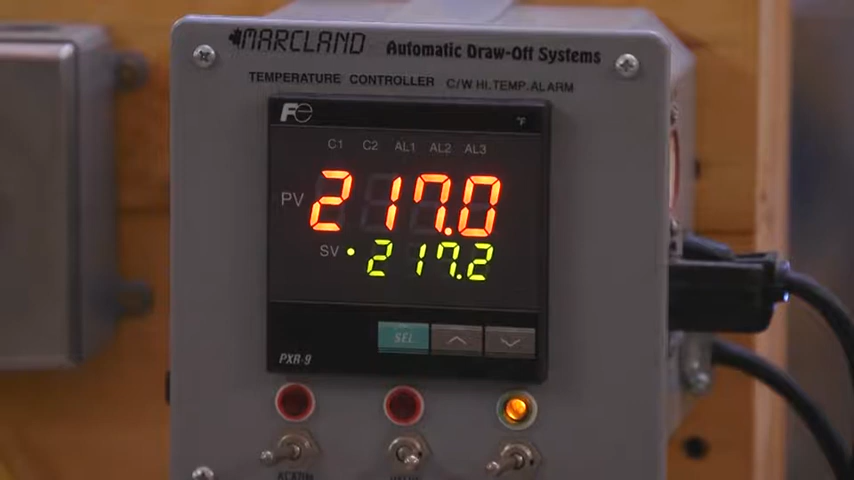 MARCLAND Automatic Draw-Off Systems
TEMPERATURE CONTROLLER C/W HI.TEMP.ALARM
Fe °F
C1 C2 AL1 AL2 AL3
PV 217.0
SV 217.2
SEL
PXR-9